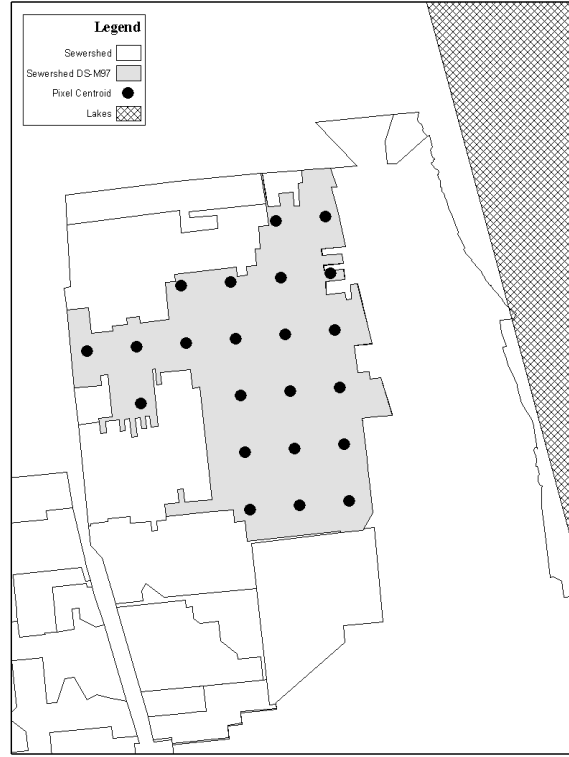 Legend
Sewershed
Sewershed DS-M97
Pixel Centroid
Lakes